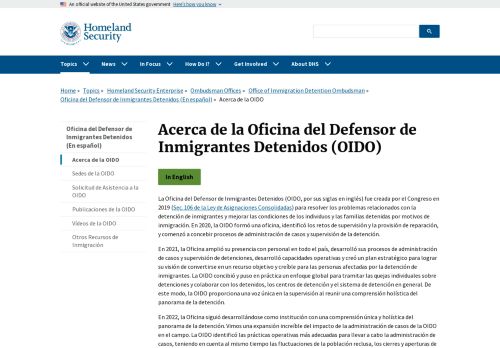 An official website of the United States government Here's how you know
Homeland
Security
Topics News In Focus How Do I? Get Involved About DHS
Home » Topics » Homeland Security Enterprise » Ombudsman Offices » Office of Immigration Detention Ombudsman »
Oficina del Defensor de Inmigrantes Detenidos (En español) » Acerca de la OIDO
Oficina del Defensor de
Inmigrantes Detenidos
(En español)
Acerca de la OIDO
Sedes de la OIDO
Solicitud de Asistencia a la
OIDO
Publicaciones de la OIDO
Vídeos de la OIDO
Otros Recursos de
Inmigración
Acerca de la Oficina del Defensor de
Inmigrantes Detenidos (OIDO)
In English
La Oficina del Defensor de Inmigrantes Detenidos (OIDO, por sus siglas en inglés) fue creada por el Congreso en
2019 (Sec. 106 de la Ley de Asignaciones Consolidadas) para resolver los problemas relacionados con la
detención de inmigrantes y mejorar las condiciones de los individuos y las familias detenidas por motivos de
inmigración. En 2020, la OIDO formó una oficina, identificó los retos de supervisión y la provisión de reparación,
y comenzó a concebir procesos de administración de casos y supervisión de la detención.
En 2021, la Oficina amplió su presencia con personal en todo el país, desarrolló sus procesos de administración
de casos y supervisión de detenciones, desarrolló capacidades operativas y creó un plan estratégico para lograr
su visión de convertirse en un recurso objetivo y creíble para las personas afectadas por la detención de
inmigrantes. La OIDO concibió y puso en práctica un enfoque global para tramitar las quejas individuales sobre
detenciones y colaborar con los detenidos, los centros de detención y el sistema de detención en general. De
este modo, la OIDO proporciona una voz única en la supervisión al reunir una comprensión holística del
panorama de la detención.
En 2022, la Oficina siguió desarrollándose como institución con una comprensión única y holística del
panorama de la detención. Vimos una expansión increíble del impacto de la administración de casos de la OIDO
en el campo. La OIDO identificó las prácticas operativas más adecuadas para llevar a cabo la administración de
casos, teniendo en cuenta al mismo tiempo las fluctuaciones de la población reclusa, los cierres y aperturas de